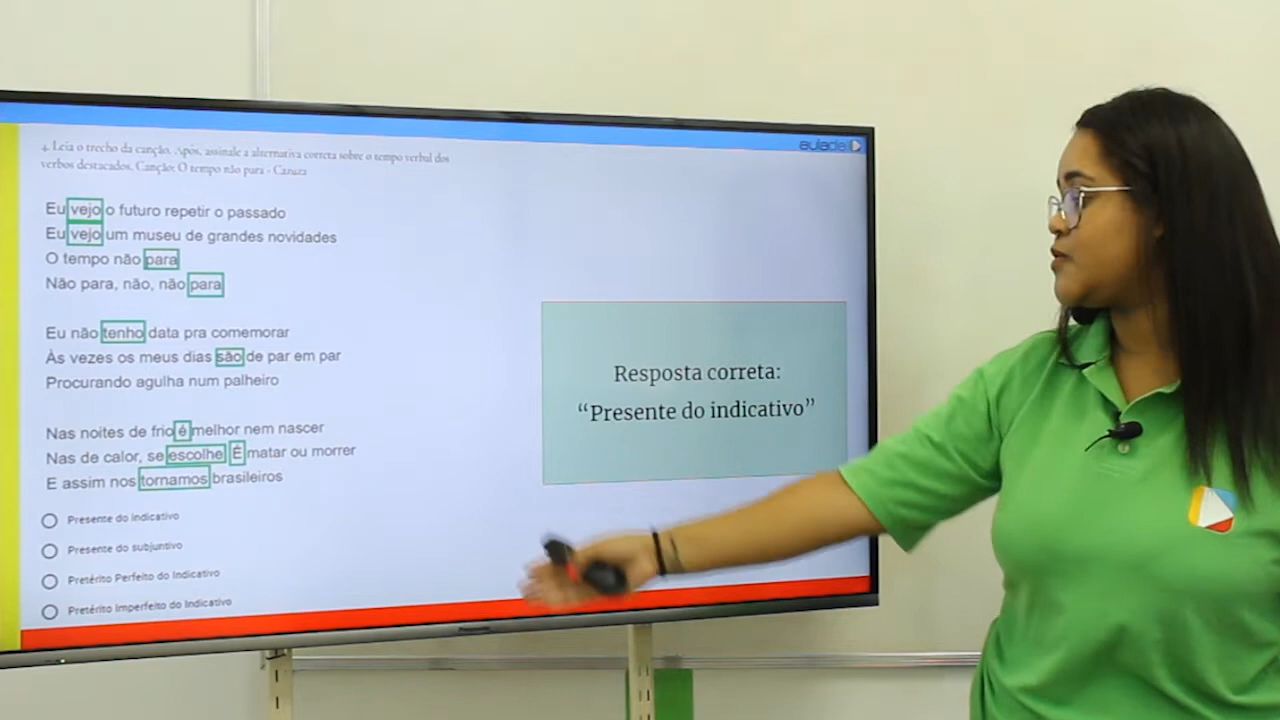 4. Leia o trecho da canção. Após, assinale a alternativa correta sobre o tempo verbal dos
verbos destacados. Canção: O tempo não para - Cazuza
Eu vejo o futuro repetir o passado
Eu vejo um museu de grandes novidades
O tempo não para
Não para, não, não para
Eu não tenho data pra comemorar
Às vezes os meus dias são de par em par
Procurando agulha num palheiro
Nas noites de frio é melhor nem nascer
Nas de calor, se escolhe É matar ou morrer
E assim nos tornamos brasileiros
Presente do indicativo
Presente do subjuntivo
Pretérito Perfeito do Indicativo
Pretérito Imperfeito do Indicativo
aulade
Resposta correta:
“Presente do indicativo”